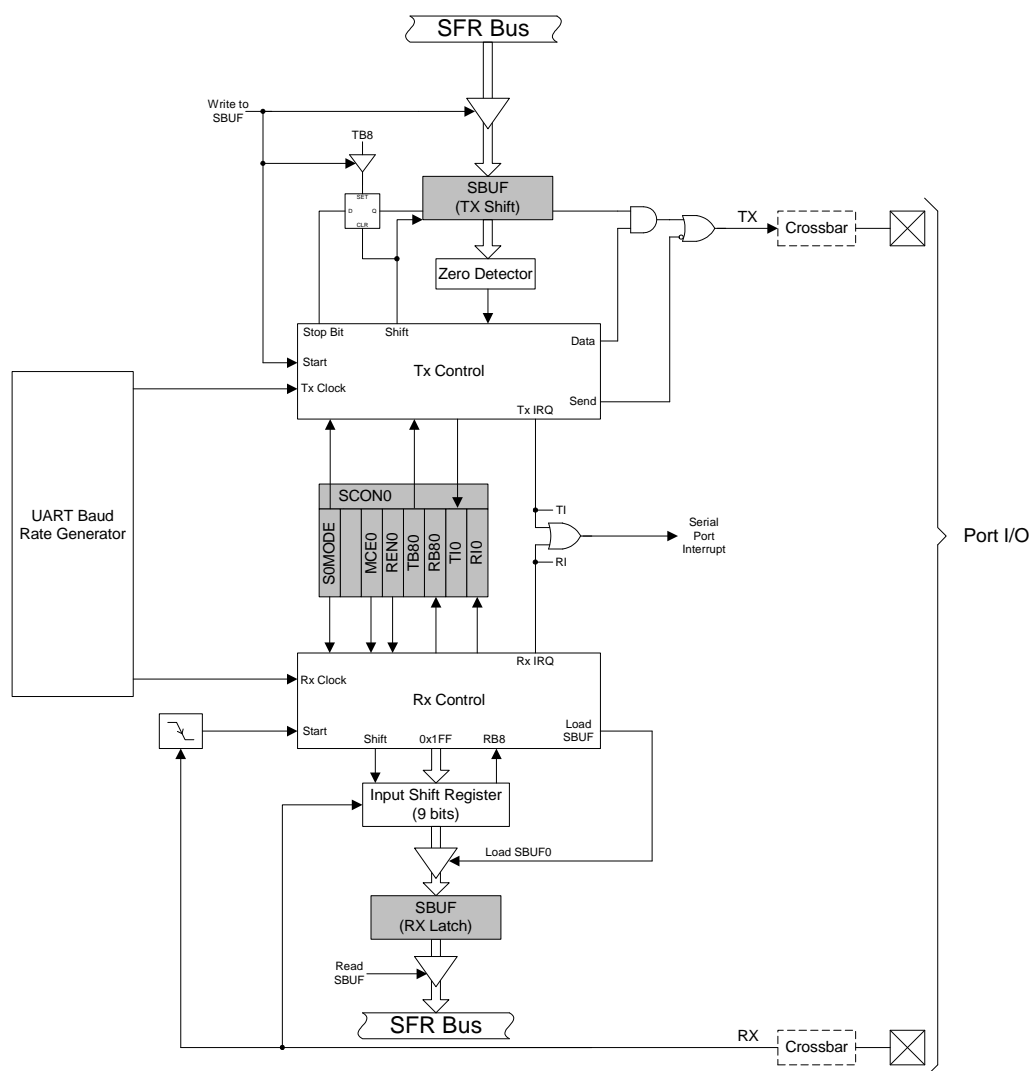 SFR Bus
Write to
SBUF
TB8
SET
D
Q
CLR
SBUF
(TX Shift)
TX
Crossbar
Zero Detector
Stop Bit
Shift
Data
Start
Tx Control
Tx Clock
Send
Tx IRQ
UART Baud
Rate Generator
SCON0
S0MODE
MCE0
REN0
TB80
RB80
TI0
RI0
TI
Serial
Port
Interrupt
RI
Port I/O
Rx IRQ
Rx Clock
Rx Control
Start
Load
SBUF
Shift
0x1FF
RB8
Input Shift Register
(9 bits)
Load SBUF0
SBUF
(RX Latch)
Read
SBUF
SFR Bus
RX
Crossbar